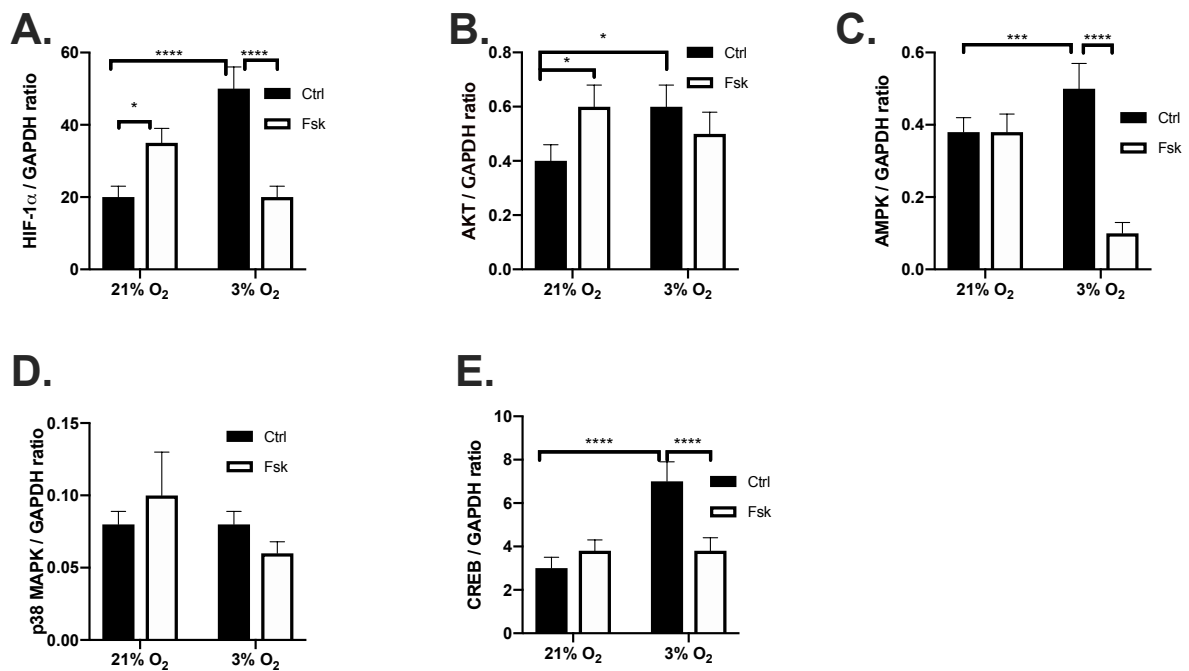 A.
HIF-1α / GAPDH ratio
60
40
20
0
****
****
*
Ctrl
Fsk
21% O₂
3% O₂
B.
AKT / GAPDH ratio
0.8
0.6
0.4
0.2
0.0
*
*
Ctrl
Fsk
21% O₂
3% O₂
C.
AMPK / GAPDH ratio
0.6
0.4
0.2
0.0
***
****
Ctrl
Fsk
21% O₂
3% O₂
D.
p38 MAPK / GAPDH ratio
0.15
0.10
0.05
0.00
Ctrl
Fsk
21% O₂
3% O₂
E.
CREB / GAPDH ratio
10
8
6
4
2
0
****
****
Ctrl
Fsk
21% O₂
3% O₂